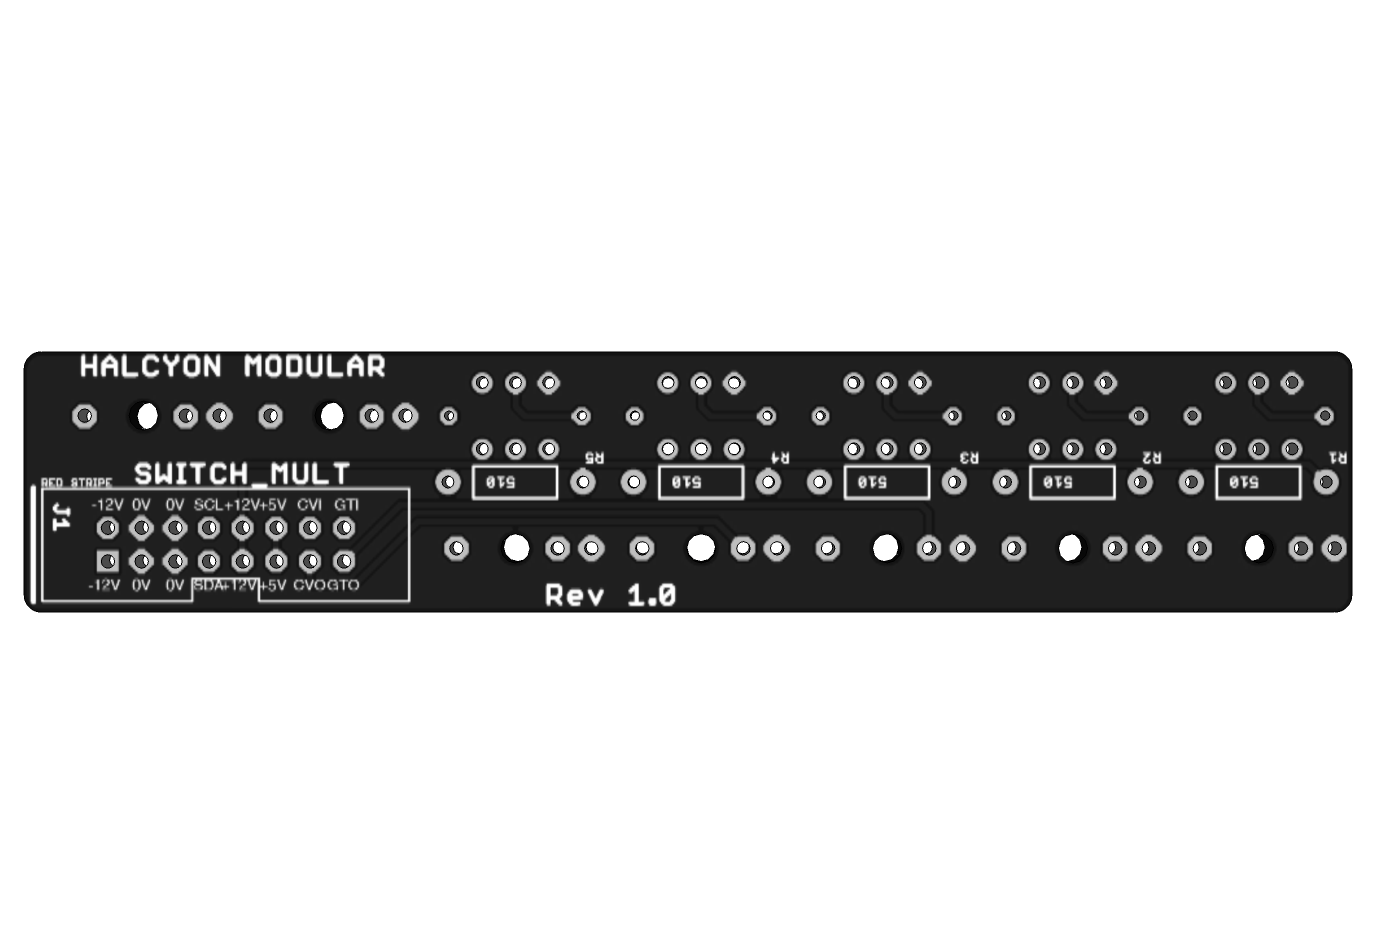 HALCYON MODULAR
SWITCH_MULT
RED STRIPE
J1
-12V 0V 0V SCL+12V+5V CVI GTI
-12V 0V 0V SDA+12V+5V CVOGTO
R5 R4 R3 R2 R1
510 510 510 510 510
Rev 1.0